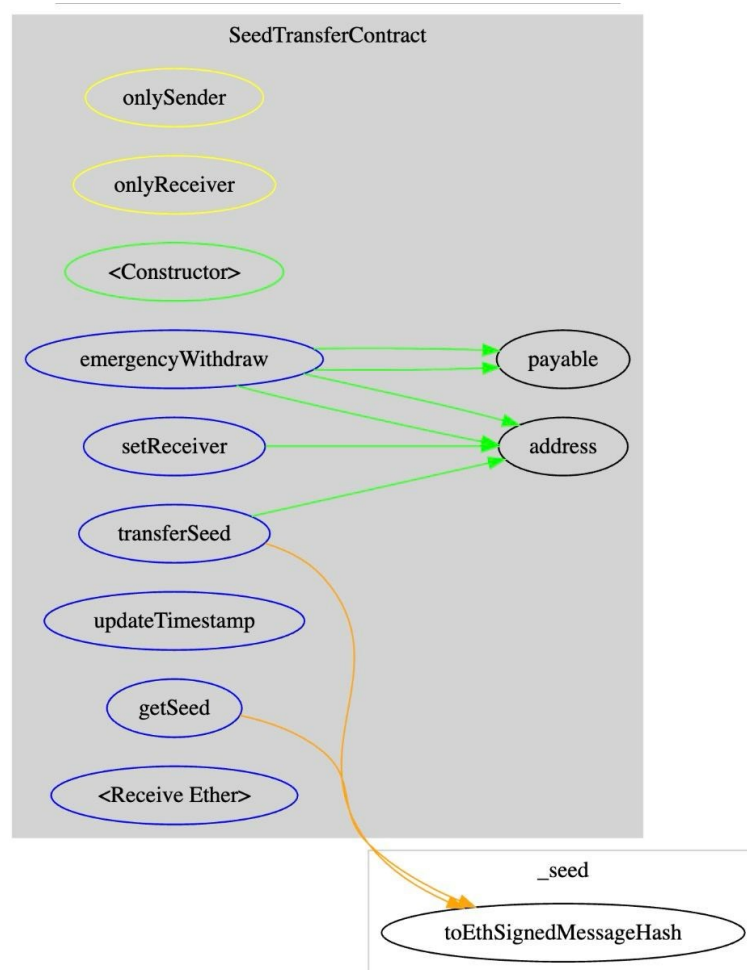 SeedTransferContract
onlySender
onlyReceiver
<Constructor>
emergencyWithdraw
payable
setReceiver
address
transferSeed
updateTimestamp
getSeed
<Receive Ether>
_seed
toEthSignedMessageHash